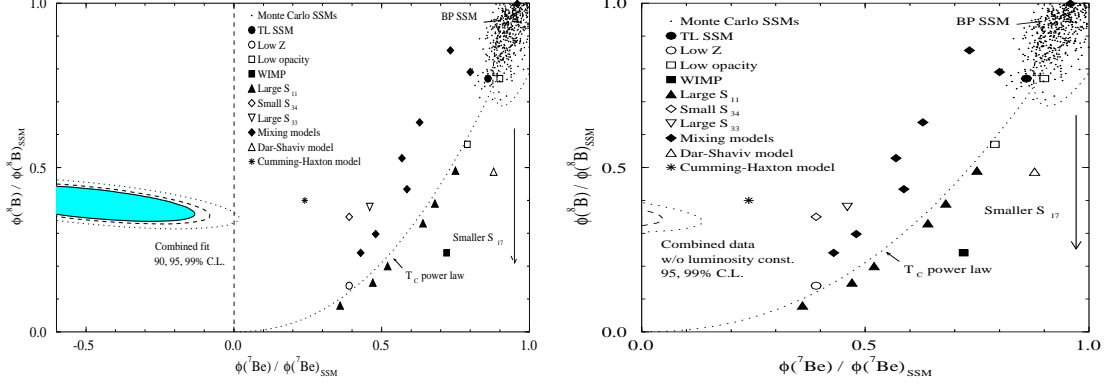 1.0
0.5
0.0
ϕ(⁸B) / ϕ(⁸B)SSM
Monte Carlo SSMs
TL SSM
Low Z
Low opacity
WIMP
Large S11
Small S34
Large S33
Mixing models
Dar-Shaviv model
Cumming-Haxton model
BP SSM
Combined fit
90, 95, 99% C.L.
Smaller S17
TC power law
-0.5
0.0
0.5
1.0
ϕ(⁷Be) / ϕ(⁷Be)SSM
1.0
0.5
0.0
ϕ(⁸B) / ϕ(⁸B)SSM
Monte Carlo SSMs
TL SSM
Low Z
Low opacity
WIMP
Large S11
Small S34
Large S33
Mixing models
Dar-Shaviv model
Cumming-Haxton model
BP SSM
Smaller S17
Combined data
w/o luminosity const.
95, 99% C.L.
TC power law
0.0
0.5
1.0
ϕ(⁷Be) / ϕ(⁷Be)SSM